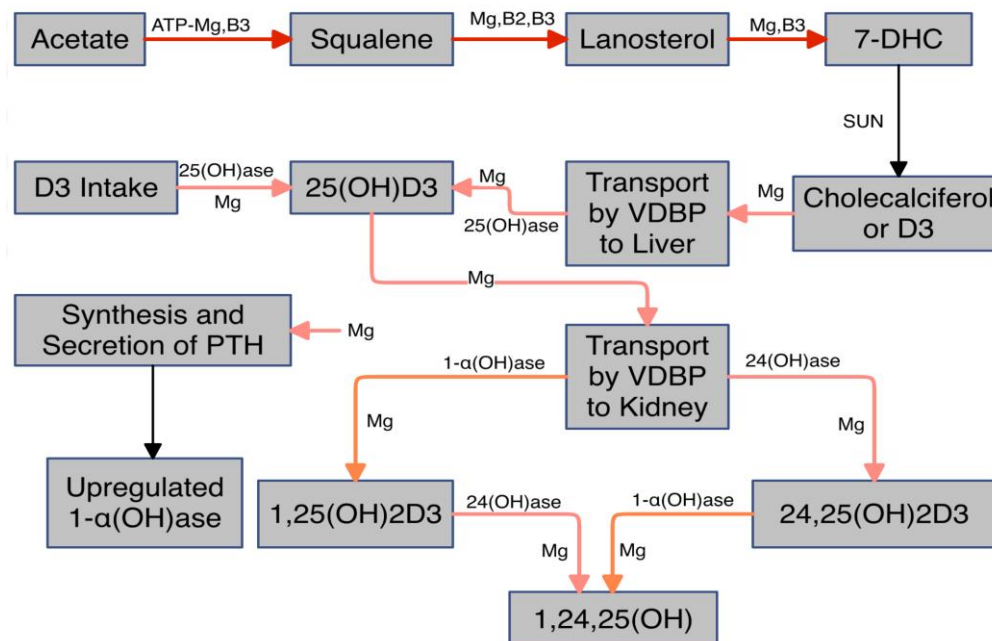 Acetate
ATP-Mg,B3
Squalene
Mg,B2,B3
Lanosterol
Mg,B3
7-DHC
SUN
D3 Intake
25(OH)ase
Mg
25(OH)D3
Mg
25(OH)ase
Transport
by VDBP
to Liver
Mg
Cholecalciferol
or D3
Mg
Synthesis and
Secretion of PTH
Mg
Transport
by VDBP
to Kidney
1-α(OH)ase
Mg
24(OH)ase
Mg
Upregulated
1-α(OH)ase
1,25(OH)2D3
24(OH)ase
Mg
1-α(OH)ase
Mg
24,25(OH)2D3
1,24,25(OH)